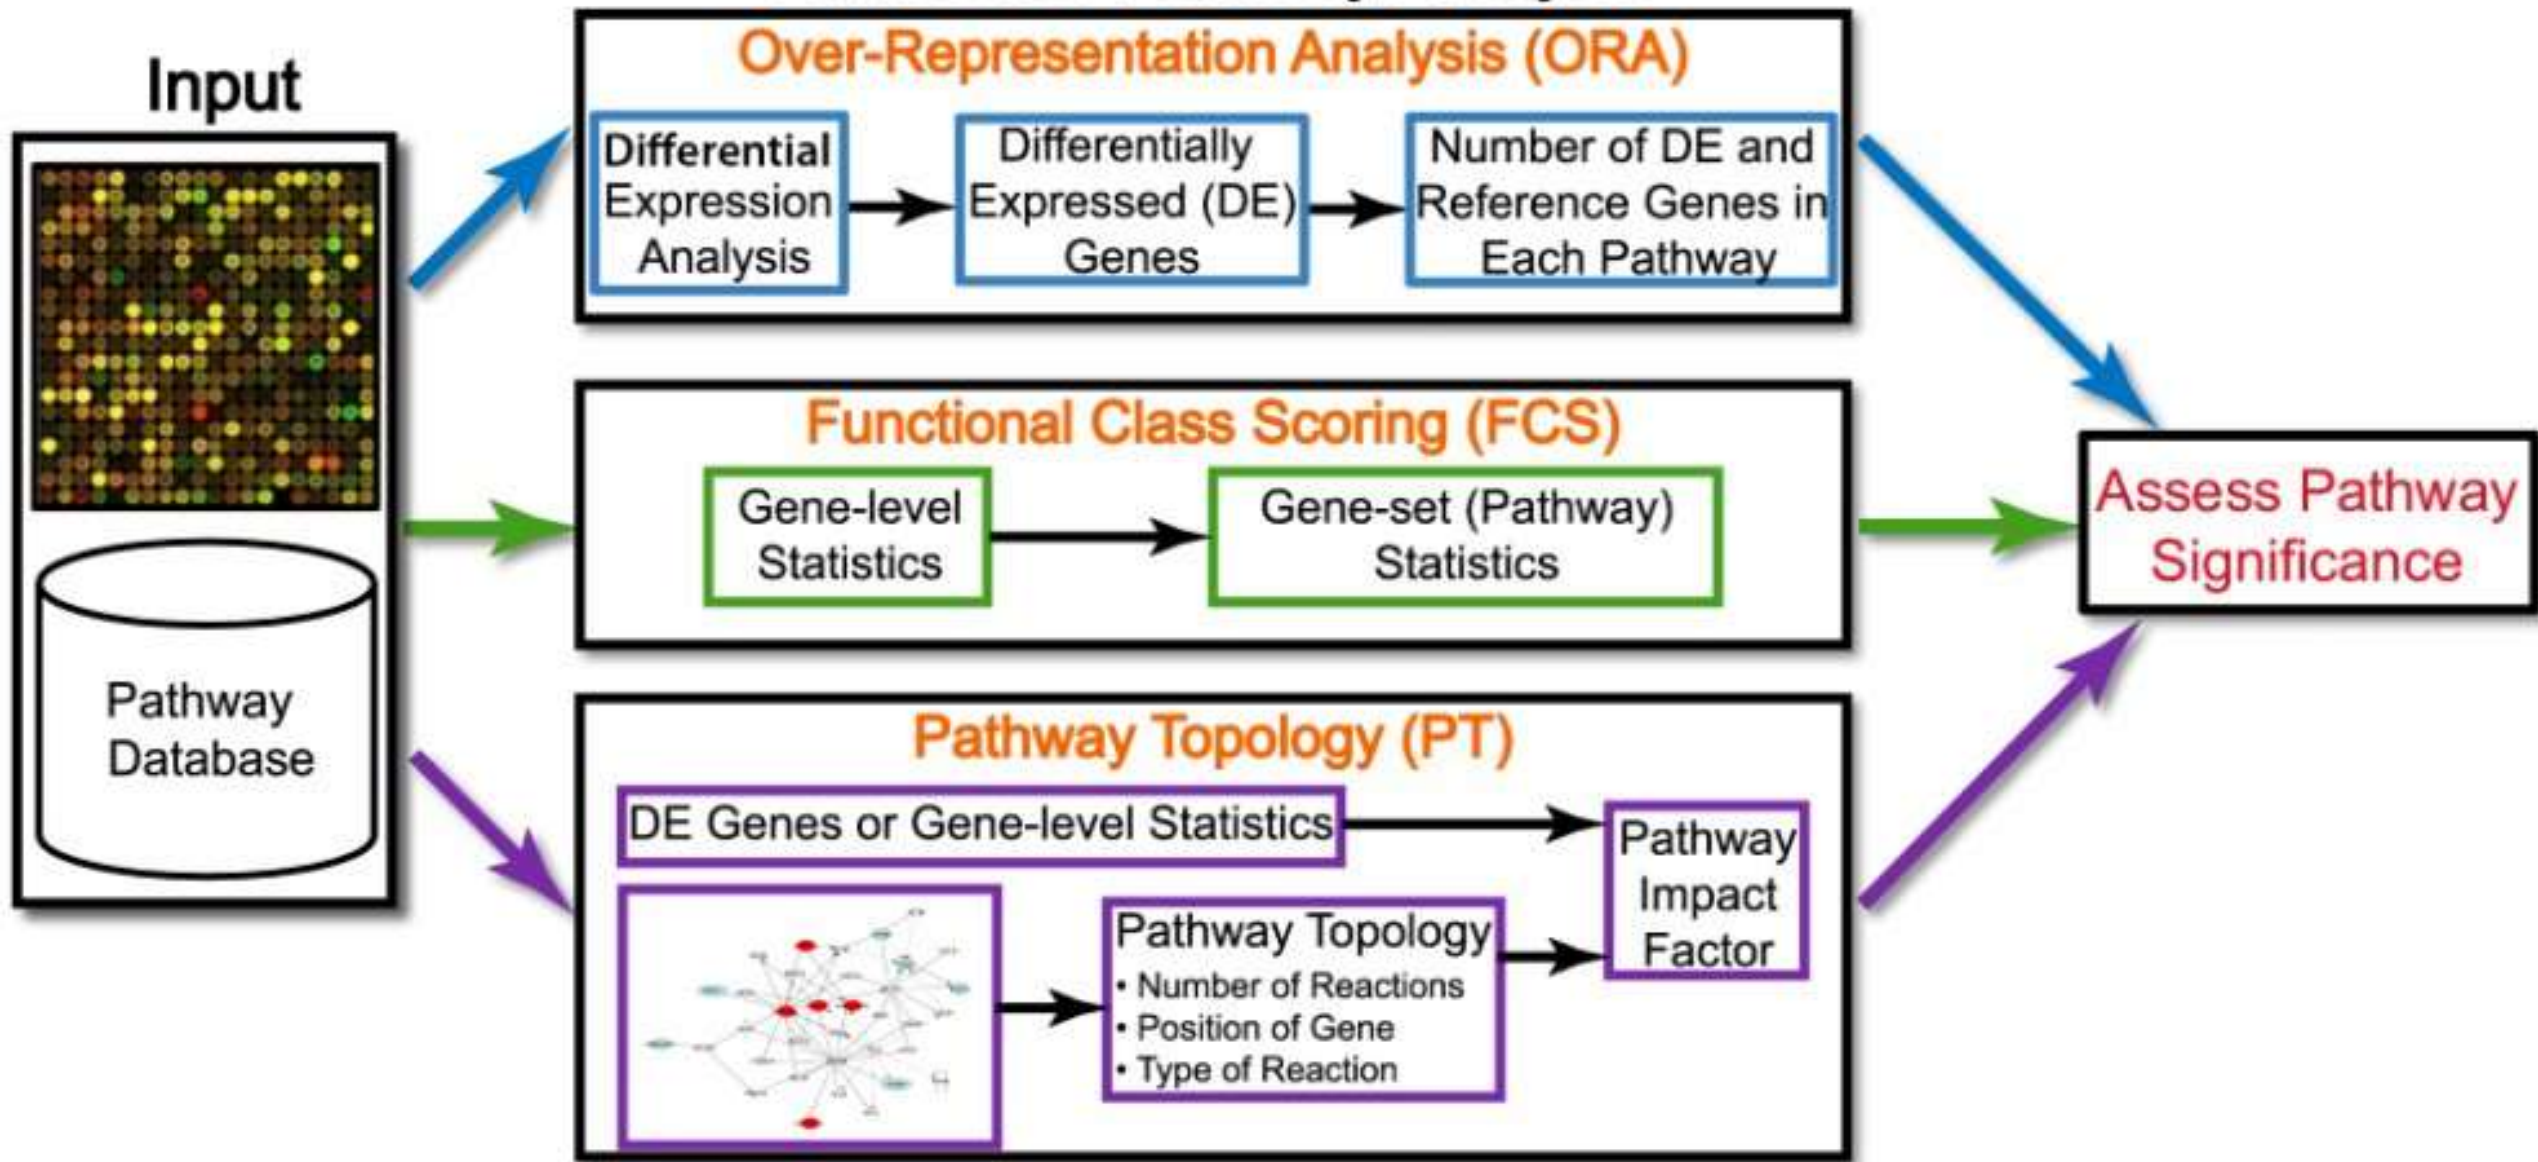 Input
Pathway
Database
Over-Representation Analysis (ORA)
Differential
Expression
Analysis
Differentially
Expressed (DE)
Genes
Number of DE and
Reference Genes in
Each Pathway
Functional Class Scoring (FCS)
Gene-level
Statistics
Gene-set (Pathway)
Statistics
Pathway Topology (PT)
DE Genes or Gene-level Statistics
Pathway Topology
• Number of Reactions
• Position of Gene
• Type of Reaction
Pathway
Impact
Factor
Assess Pathway
Significance